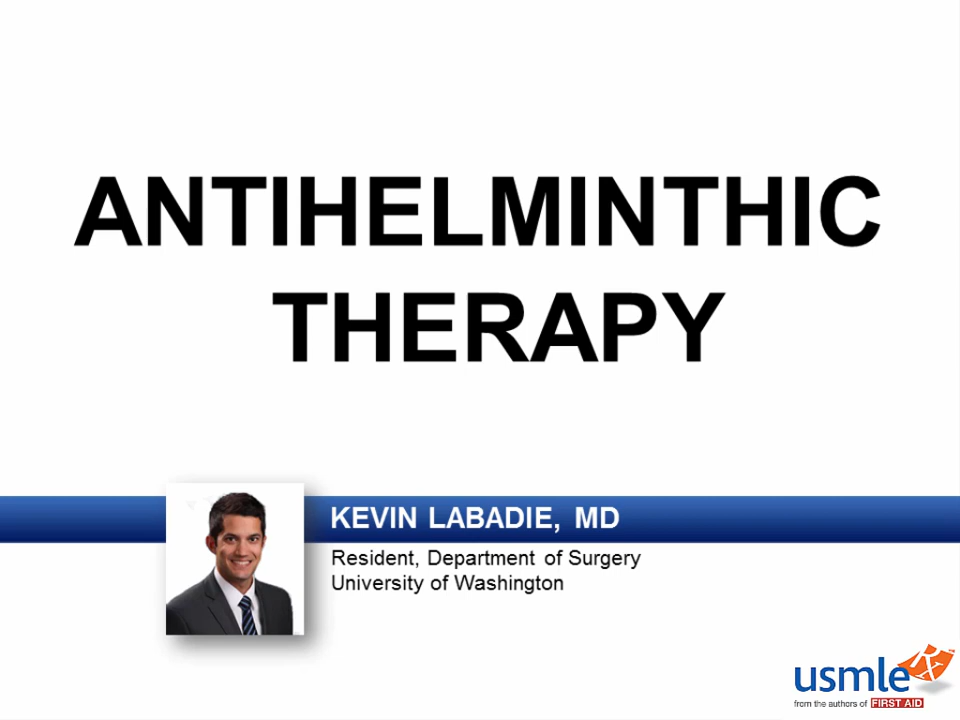 ANTIHELMINTHIC
THERAPY
KEVIN LABADIE, MD
Resident, Department of Surgery
University of Washington
usmle Rx
from the authors of FIRST AID